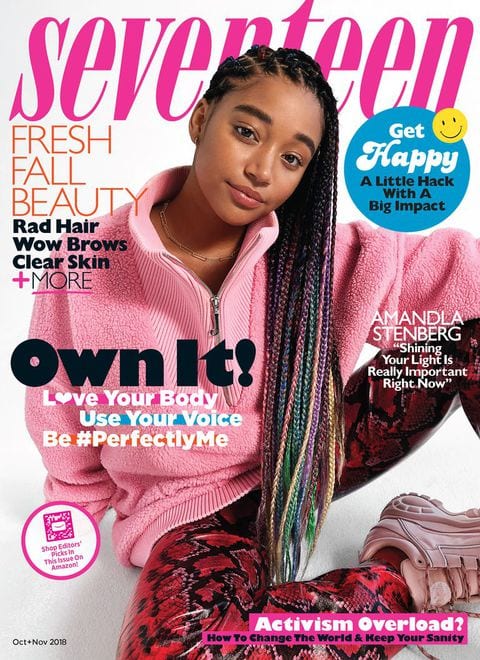 seventeen
FRESH
FALL
BEAUTY
Rad Hair
Wow Brows
Clear Skin
+MORE
Get
Happy
A Little Hack
With A
Big Impact
AMANDLA
STENBERG
“Shining
Your Light Is
Really Important
Right Now”
Own It!
L♥ve Your Body
Use Your Voice
Be #PerfectlyMe
Shop Editors'
Picks In
This Issue On
Amazon!
Activism Overload?
How To Change The World & Keep Your Sanity
Oct+Nov 2018